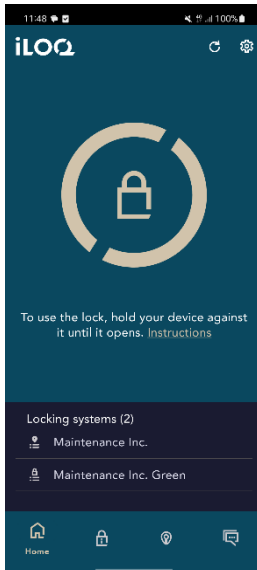 11:48 100%
iLOQ
To use the lock, hold your device against
it until it opens. Instructions
Locking systems (2)
Maintenance Inc.
Maintenance Inc. Green
Home